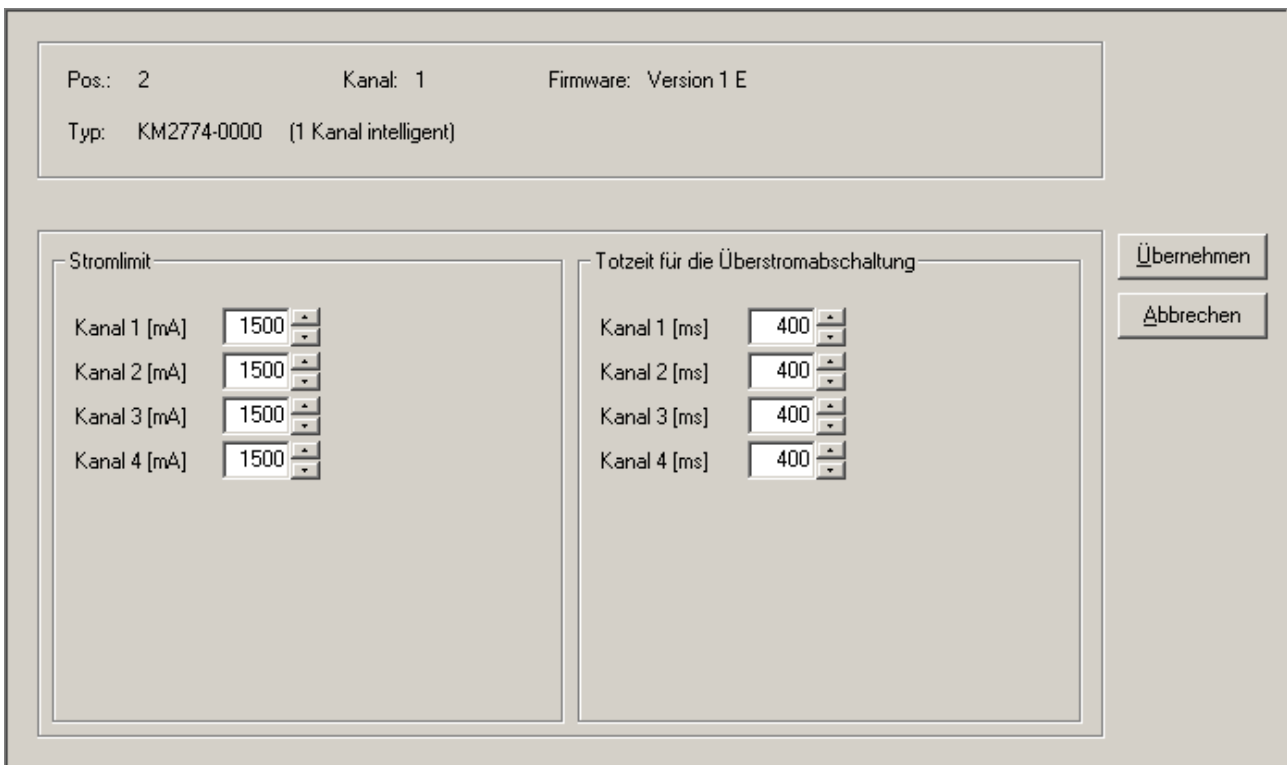 Pos.: 2 Kanal: 1 Firmware: Version 1 E
Typ: KM2774-0000 (1 Kanal intelligent)
Stromlimit
Kanal 1 [mA] 1500
Kanal 2 [mA] 1500
Kanal 3 [mA] 1500
Kanal 4 [mA] 1500
Totzeit für die Überstromabschaltung
Kanal 1 [ms] 400
Kanal 2 [ms] 400
Kanal 3 [ms] 400
Kanal 4 [ms] 400
Übernehmen
Abbrechen